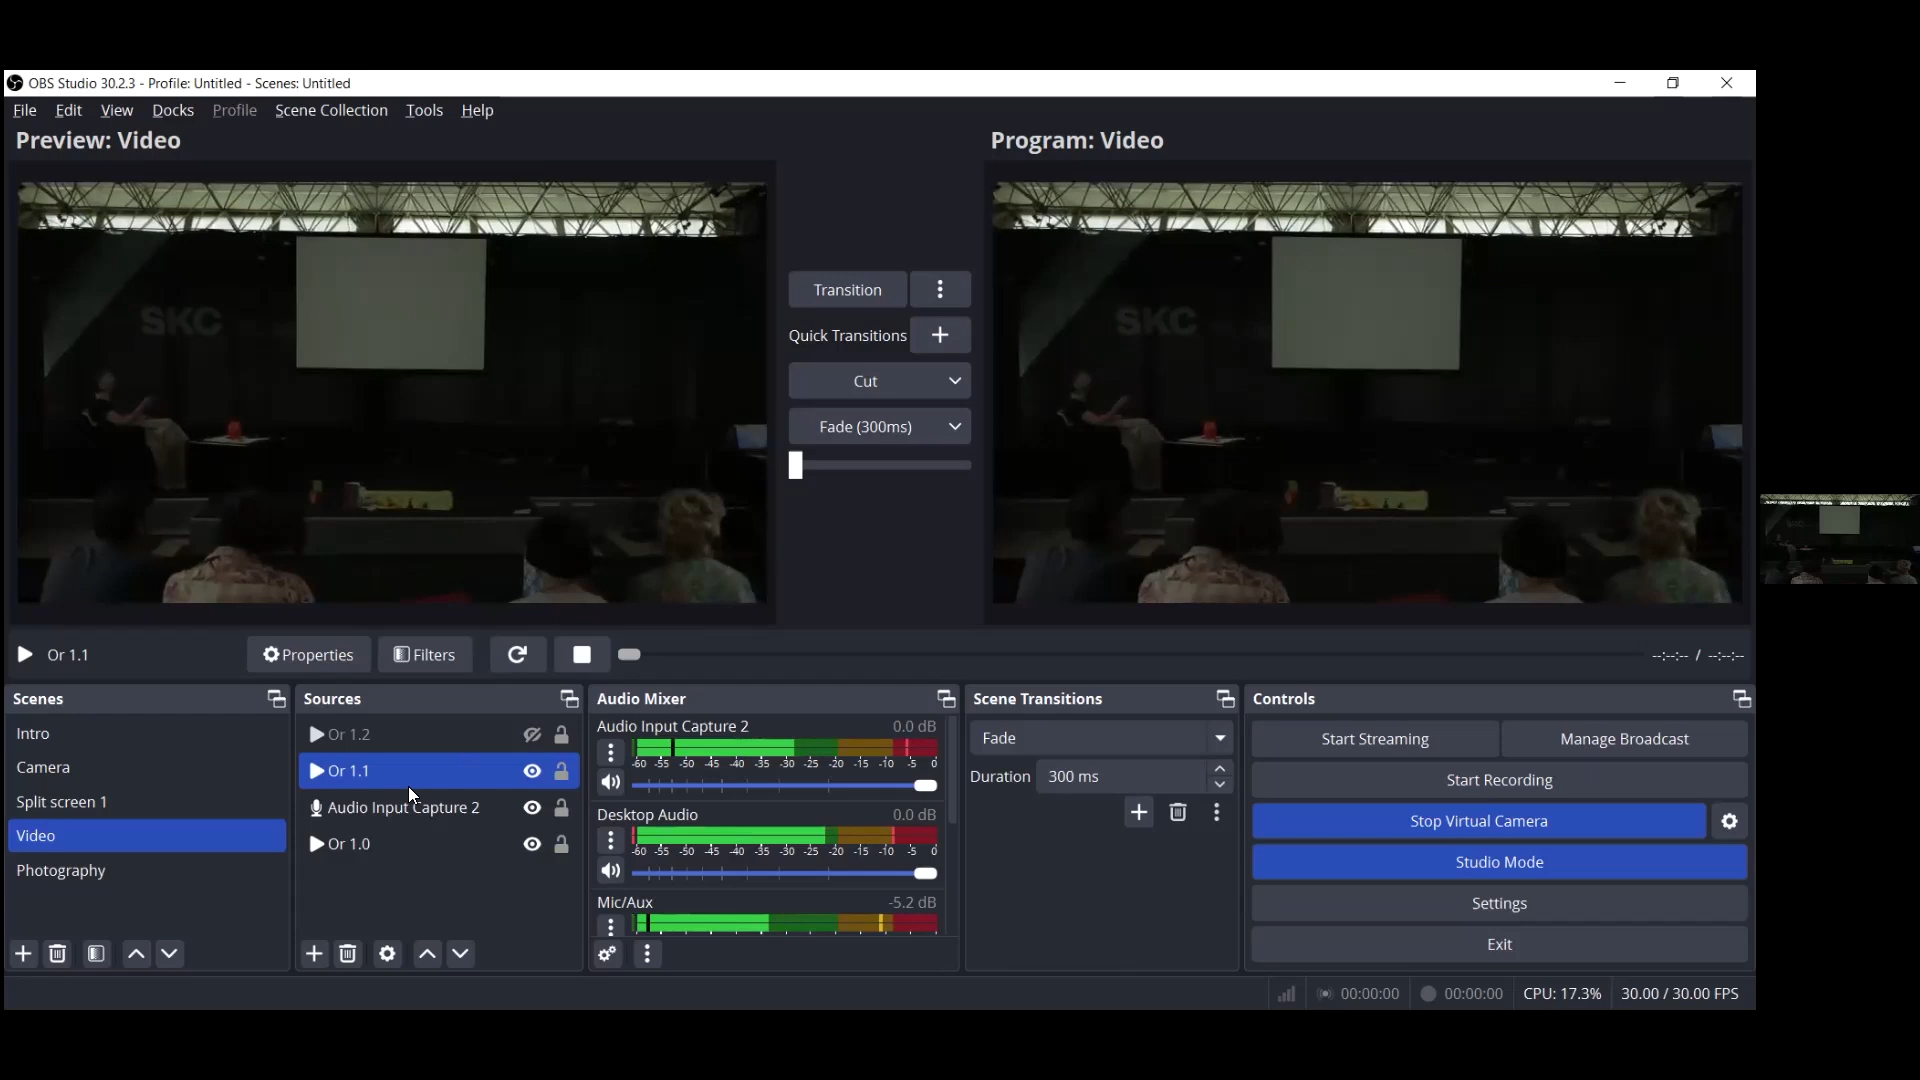 OBS Studio 30.2.3 - Profile: Untitled - Scenes: Untitled
File Edit View Docks Profile Scene Collection Tools Help
Preview: Video
Program: Video
SKC
SKC
Transition
Quick Transitions
Cut
Fade (300ms)
Or 1.1
Properties
Filters
--:--:-- / --:--:--
Scenes
Intro
Camera
Split screen 1
Video
Photography
Sources
Or 1.2
Or 1.1
Audio Input Capture 2
Or 1.0
Audio Mixer
Audio Input Capture 2 0.0 dB
-60 -55 -50 -45 -40 -35 -30 -25 -20 -15 -10 -5 0
Desktop Audio 0.0 dB
-60 -55 -50 -45 -40 -35 -30 -25 -20 -15 -10 -5 0
Mic/Aux -5.2 dB
Scene Transitions
Fade
Duration 300 ms
Controls
Start Streaming
Manage Broadcast
Start Recording
Stop Virtual Camera
Studio Mode
Settings
Exit
00:00:00 00:00:00 CPU: 17.3% 30.00 / 30.00 FPS